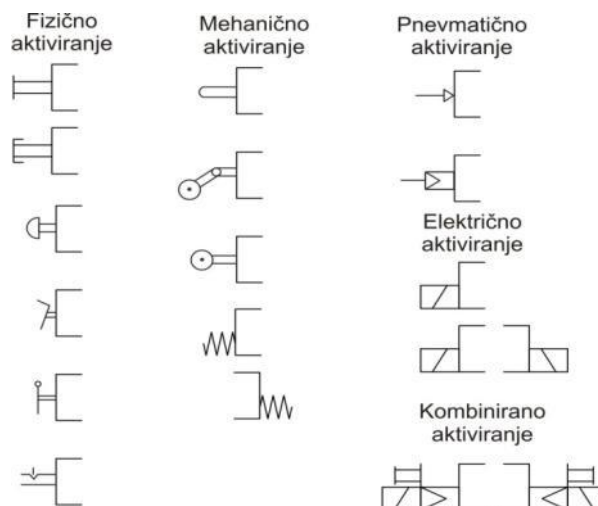 Fizično
aktiviranje
Mehanično
aktiviranje
Pnevmatično
aktiviranje
Električno
aktiviranje
Kombinirano
aktiviranje